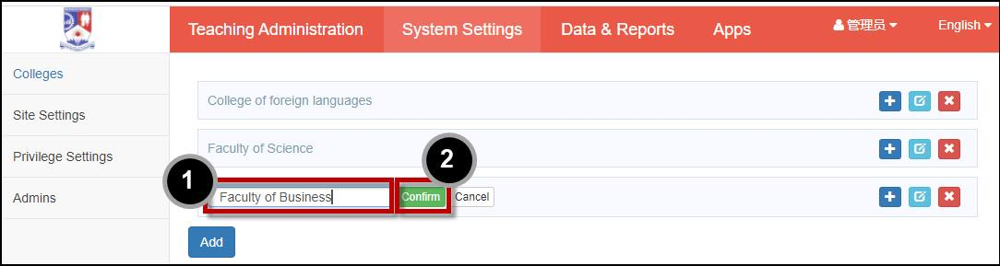 Teaching Administration System Settings Data & Reports Apps 管理员 English
Colleges
Site Settings
Privilege Settings
Admins
College of foreign languages
Faculty of Science
1
2
Faculty of Business Confirm Cancel
Add